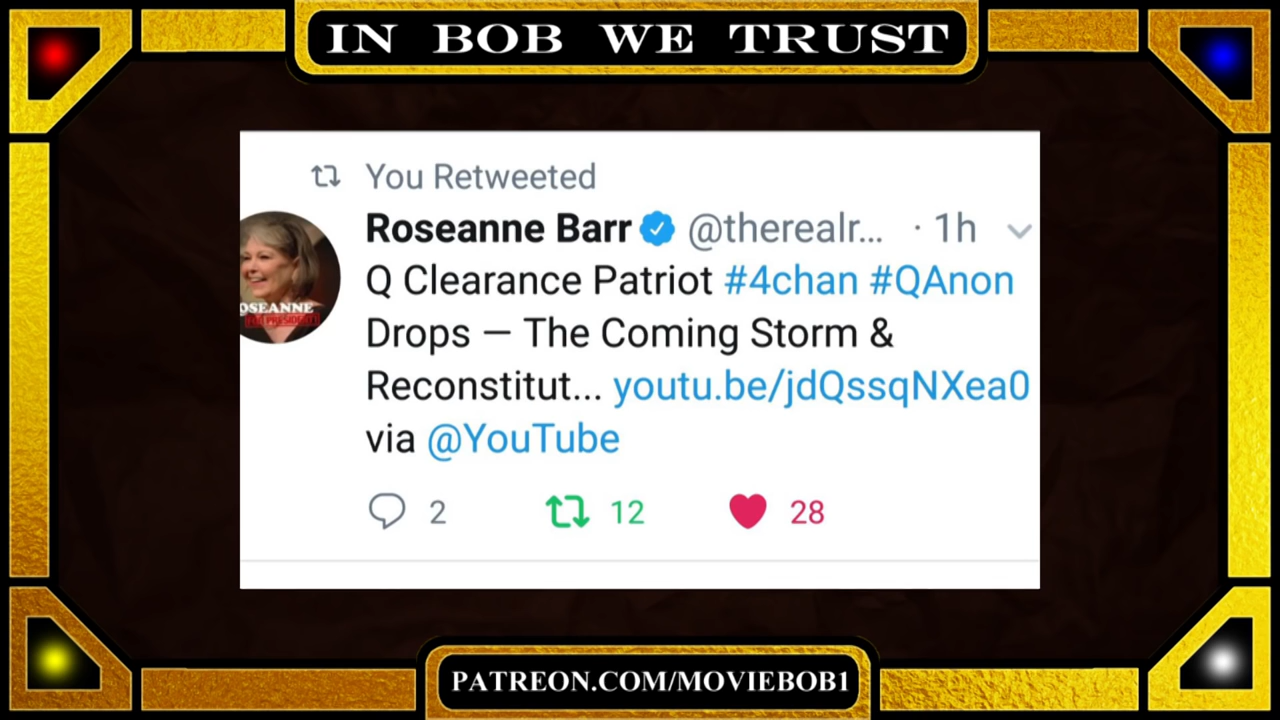 IN BOB WE TRUST
You Retweeted
Roseanne Barr @therealr... · 1h
Q Clearance Patriot #4chan #QAnon
Drops — The Coming Storm &
Reconstitut... youtu.be/jdQssqNXea0
via @YouTube
OSEANNE
2 12 28
PATREON.COM/MOVIEBOB1